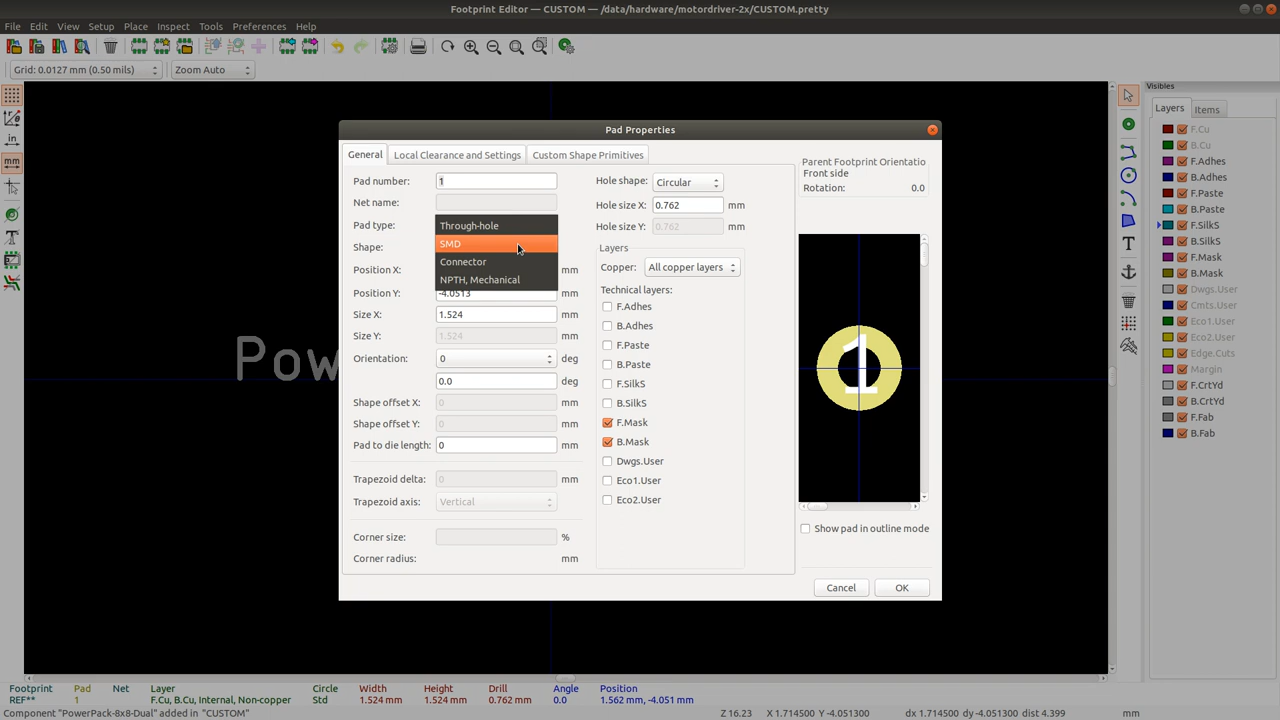 Footprint Editor — CUSTOM — /data/hardware/motordriver-2x/CUSTOM.pretty
File Edit View Setup Place Inspect Tools Preferences Help
Grid: 0.0127 mm (0.50 mils) Zoom Auto
in
mm
Pow
Pad Properties
General Local Clearance and Settings Custom Shape Primitives
Pad number: 1
Net name:
Pad type:
Through-hole
SMD
Connector
NPTH, Mechanical
Shape:
Position X: mm
Position Y: -4.0513 mm
Size X: 1.524 mm
Size Y: 1.524 mm
Orientation: 0 deg
0.0 deg
Shape offset X: 0 mm
Shape offset Y: 0 mm
Pad to die length: 0 mm
Trapezoid delta: 0 mm
Trapezoid axis: Vertical
Corner size: %
Corner radius: mm
Hole shape: Circular
Hole size X: 0.762 mm
Hole size Y: 0.762 mm
Layers
Copper: All copper layers
Technical layers:
F.Adhes
B.Adhes
F.Paste
B.Paste
F.SilkS
B.SilkS
F.Mask
B.Mask
Dwgs.User
Eco1.User
Eco2.User
Parent Footprint Orientatio
Front side
Rotation: 0.0
1
Show pad in outline mode
Cancel OK
Visibles
Layers Items
F.Cu
B.Cu
F.Adhes
B.Adhes
F.Paste
B.Paste
F.SilkS
B.SilkS
F.Mask
B.Mask
Dwgs.User
Cmts.User
Eco1.User
Eco2.User
Edge.Cuts
Margin
F.CrtYd
B.CrtYd
F.Fab
B.Fab
Footprint Pad Net Layer Circle Width Height Drill Angle Position
REF** 1 F.Cu, B.Cu, Internal, Non-copper Std 1.524 mm 1.524 mm 0.762 mm 0.0 1.562 mm, -4.051 mm
Component "PowerPack-8x8-Dual" added in "CUSTOM" Z 16.23 X 1.714500 Y -4.051300 dx 1.714500 dy -4.051300 dist 4.399 mm